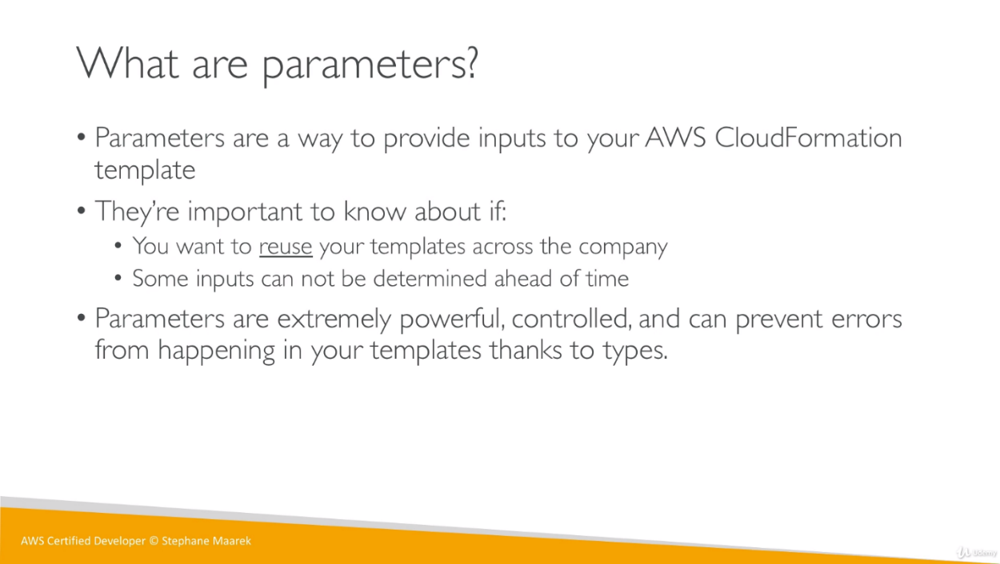 What are parameters?
• Parameters are a way to provide inputs to your AWS CloudFormation
template
• They're important to know about if:
• You want to reuse your templates across the company
• Some inputs can not be determined ahead of time
• Parameters are extremely powerful, controlled, and can prevent errors
from happening in your templates thanks to types.
AWS Certified Developer © Stephane Maarek
Udemy